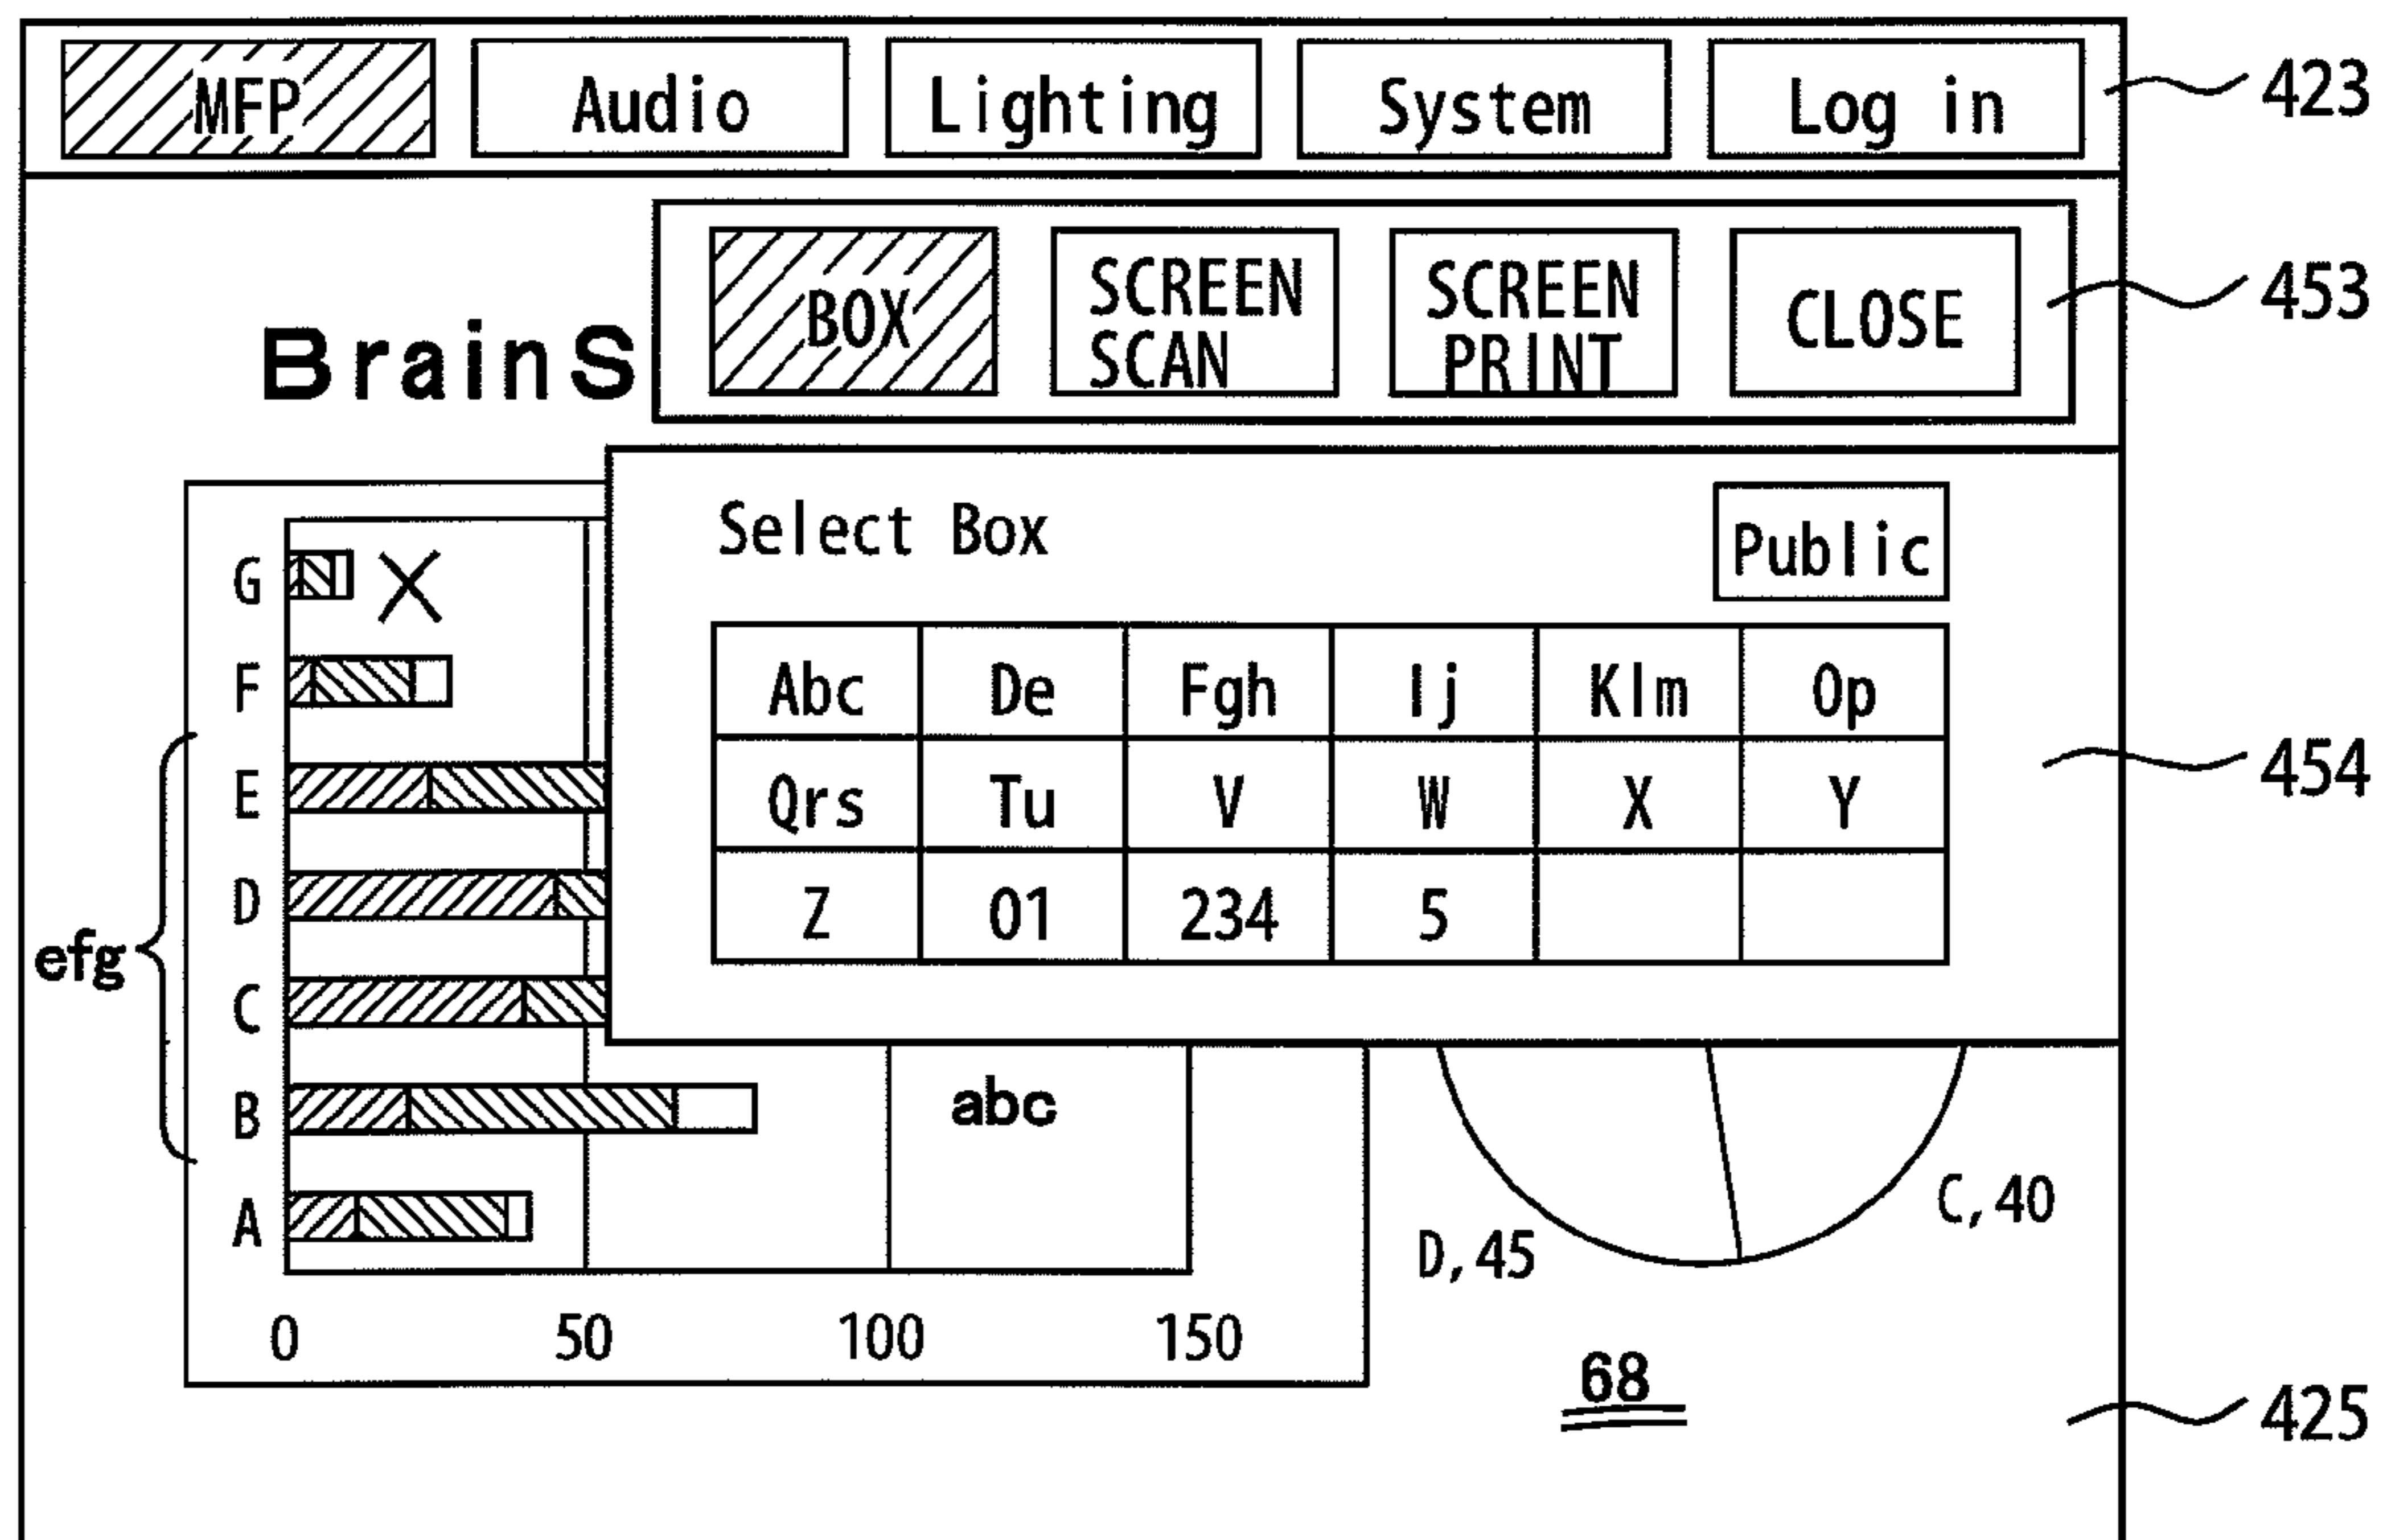 MFP Audio Lighting System Log in 423
BOX SCREEN SCAN SCREEN PRINT CLOSE 453
BrainS
Select Box Public
Abc De Fgh Ij Klm Op
Qrs Tu V W X Y
Z 01 234 5
454
G
F
E
D
C
B
A
efg
abc
0 50 100 150
D,45
C,40
68
425